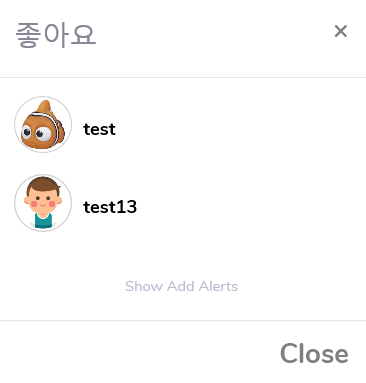 좋아요
test
test13
Show Add Alerts
Close